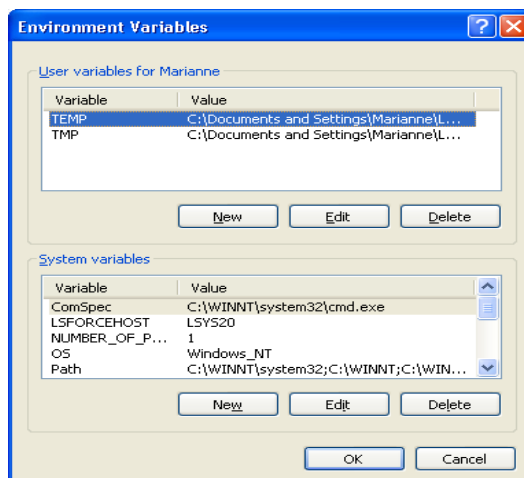 Environment Variables
User variables for Marianne
Variable Value
TEMP C:\Documents and Settings\Marianne\L...
TMP C:\Documents and Settings\Marianne\L...
New Edit Delete
System variables
Variable Value
ComSpec C:\WINNT\system32\cmd.exe
LSFORCEHOST LSYS20
NUMBER_OF_P... 1
OS Windows_NT
Path C:\WINNT\system32;C:\WINNT;C:\WIN...
New Edit Delete
OK Cancel